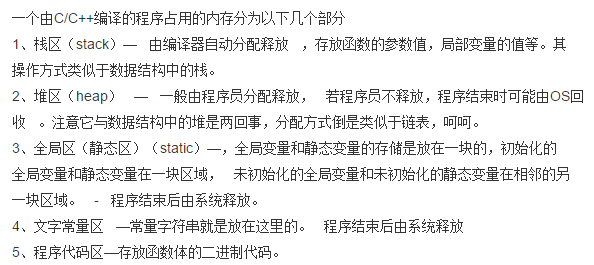 一个由C/C++编译的程序占用的内存分为以下几个部分
1、栈区（stack）— 由编译器自动分配释放 ，存放函数的参数值，局部变量的值等。其
操作方式类似于数据结构中的栈。
2、堆区（heap） — 一般由程序员分配释放， 若程序员不释放，程序结束时可能由OS回
收 。注意它与数据结构中的堆是两回事，分配方式倒是类似于链表，呵呵。
3、全局区（静态区）（static）—，全局变量和静态变量的存储是放在一块的，初始化的
全局变量和静态变量在一块区域， 未初始化的全局变量和未初始化的静态变量在相邻的另
一块区域。 - 程序结束后由系统释放。
4、文字常量区 —常量字符串就是放在这里的。 程序结束后由系统释放
5、程序代码区—存放函数体的二进制代码。